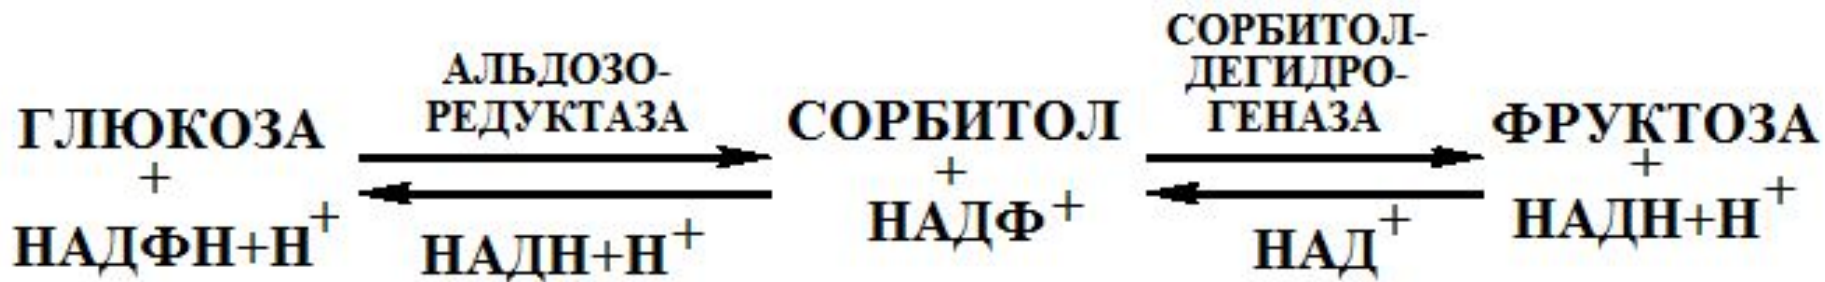 ГЛЮКОЗА
+
НАДФН+Н+
АЛЬДОЗО-
РЕДУКТАЗА
НАДН+Н+
СОРБИТОЛ
+
НАДФ+
СОРБИТОЛ-
ДЕГИДРО-
ГЕНАЗА
НАД+
ФРУКТОЗА
+
НАДН+Н+